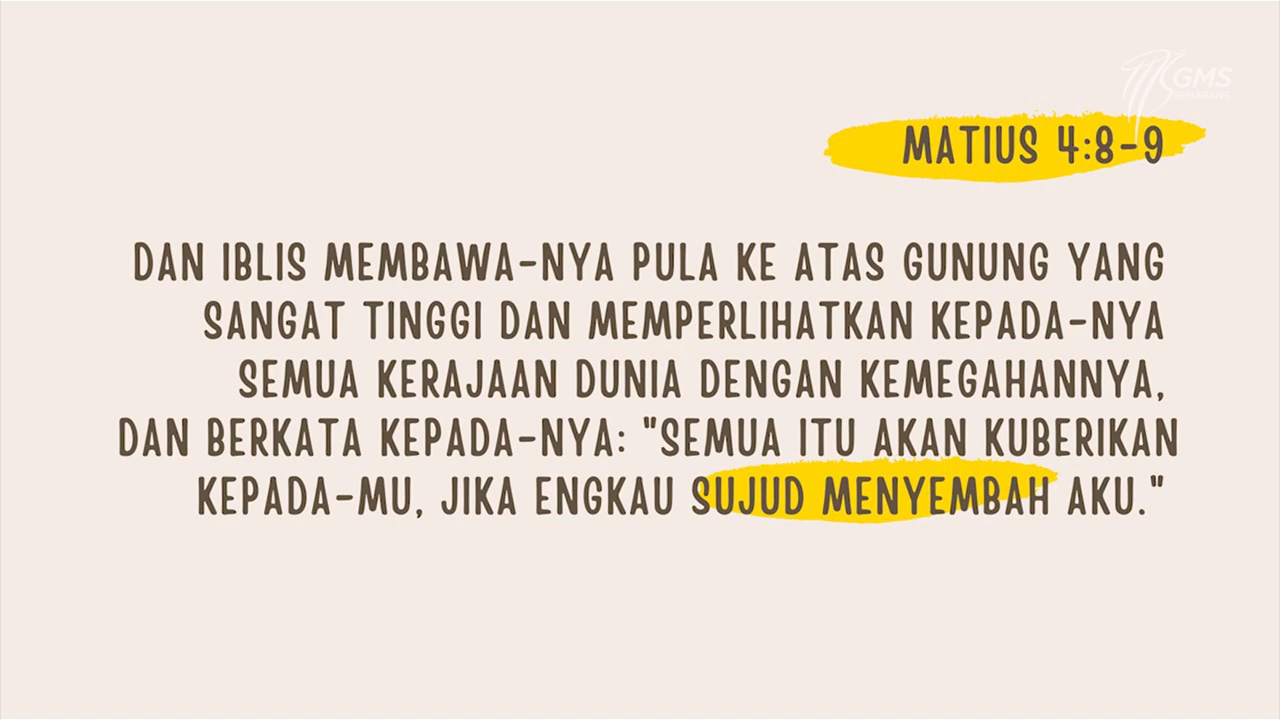 GMS
SEMARANG
MATIUS 4:8-9
DAN IBLIS MEMBAWA-NYA PULA KE ATAS GUNUNG YANG
SANGAT TINGGI DAN MEMPERLIHATKAN KEPADA-NYA
SEMUA KERAJAAN DUNIA DENGAN KEMEGAHANNYA,
DAN BERKATA KEPADA-NYA: "SEMUA ITU AKAN KUBERIKAN
KEPADA-MU, JIKA ENGKAU SUJUD MENYEMBAH AKU."